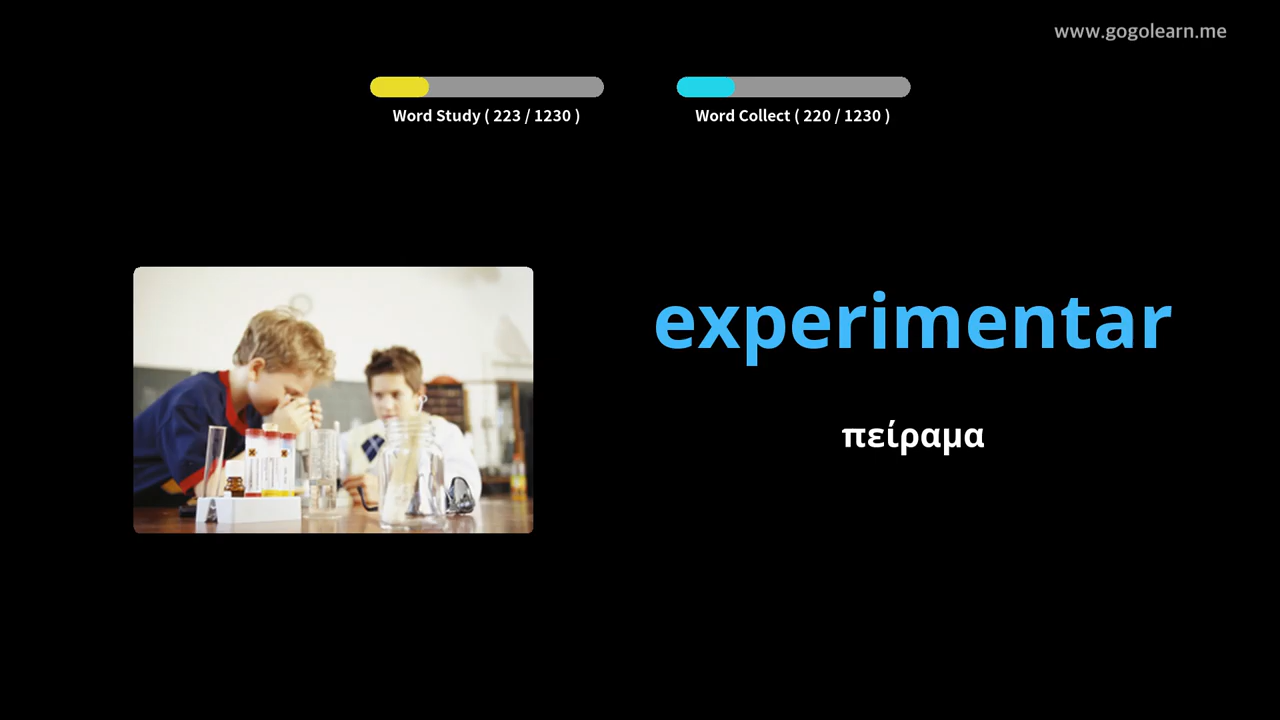 www.gogolearn.me
Word Study ( 223 / 1230 )
Word Collect ( 220 / 1230 )
experimentar
πείραμα